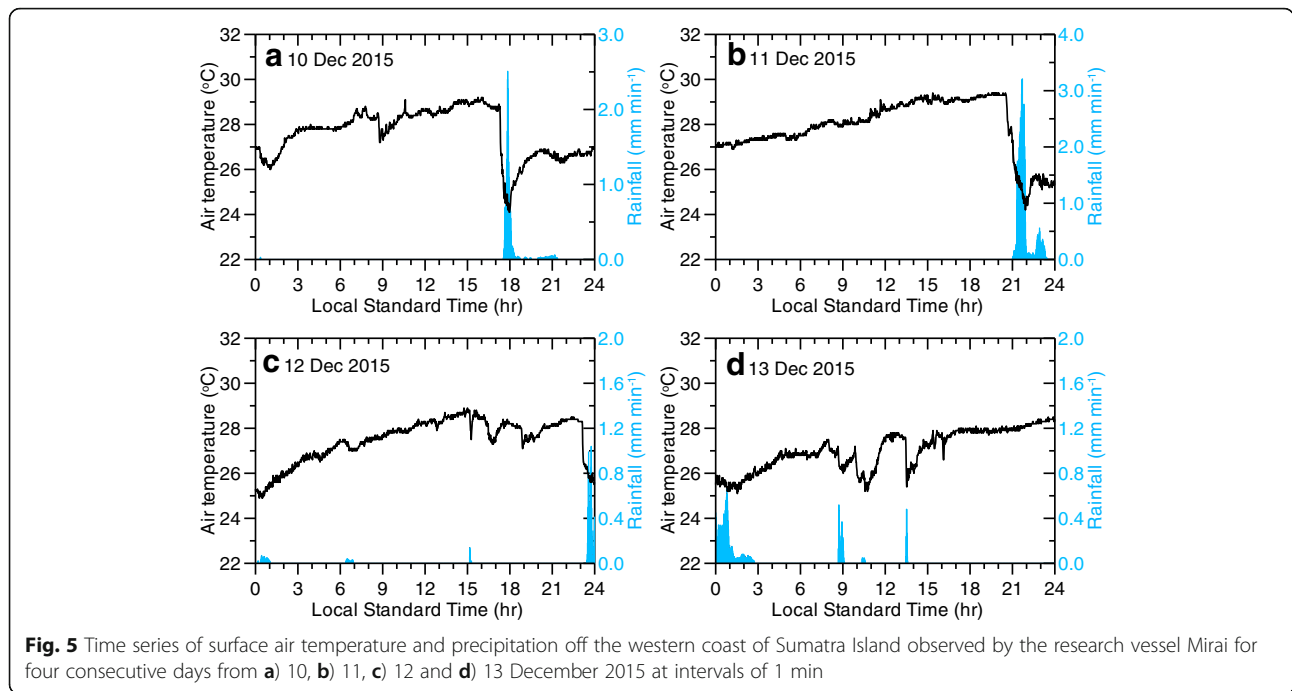 a 10 Dec 2015
32
30
28
26
24
22
Air temperature (°C)
3.0
2.0
1.0
0.0
Rainfall (mm min⁻¹)
0 3 6 9 12 15 18 21 24
Local Standard Time (hr)
b 11 Dec 2015
32
30
28
26
24
22
Air temperature (°C)
4.0
3.0
2.0
1.0
0.0
Rainfall (mm min⁻¹)
0 3 6 9 12 15 18 21 24
Local Standard Time (hr)
c 12 Dec 2015
32
30
28
26
24
22
Air temperature (°C)
2.0
1.6
1.2
0.8
0.4
0.0
Rainfall (mm min⁻¹)
0 3 6 9 12 15 18 21 24
Local Standard Time (hr)
d 13 Dec 2015
32
30
28
26
24
22
Air temperature (°C)
2.0
1.6
1.2
0.8
0.4
0.0
Rainfall (mm min⁻¹)
0 3 6 9 12 15 18 21 24
Local Standard Time (hr)
Fig. 5 Time series of surface air temperature and precipitation off the western coast of Sumatra Island observed by the research vessel Mirai for
four consecutive days from a) 10, b) 11, c) 12 and d) 13 December 2015 at intervals of 1 min